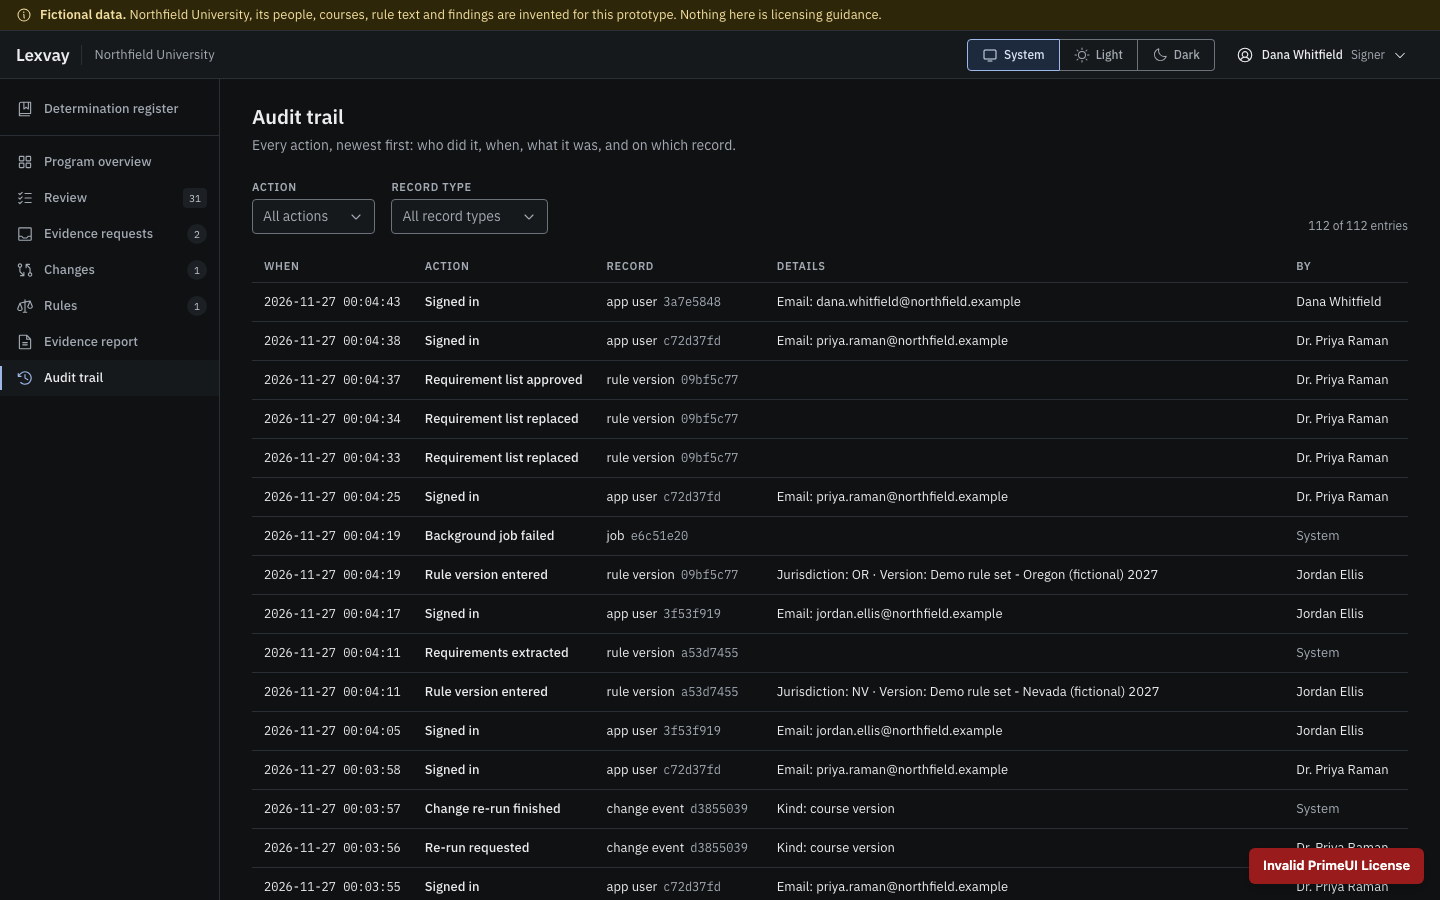 Fictional data. Northfield University, its people, courses, rule text and findings are invented for this prototype. Nothing here is licensing guidance.
Lexvay Northfield University System Light Dark Dana Whitfield Signer
Determination register
Program overview
Review 31
Evidence requests 2
Changes 1
Rules 1
Evidence report
Audit trail
Audit trail
Every action, newest first: who did it, when, what it was, and on which record.
ACTION RECORD TYPE
All actions All record types
112 of 112 entries
WHEN ACTION RECORD DETAILS BY
2026-11-27 00:04:43 Signed in app user 3a7e5848 Email: dana.whitfield@northfield.example Dana Whitfield
2026-11-27 00:04:38 Signed in app user c72d37fd Email: priya.raman@northfield.example Dr. Priya Raman
2026-11-27 00:04:37 Requirement list approved rule version 09bf5c77 Dr. Priya Raman
2026-11-27 00:04:34 Requirement list replaced rule version 09bf5c77 Dr. Priya Raman
2026-11-27 00:04:33 Requirement list replaced rule version 09bf5c77 Dr. Priya Raman
2026-11-27 00:04:25 Signed in app user c72d37fd Email: priya.raman@northfield.example Dr. Priya Raman
2026-11-27 00:04:19 Background job failed job e6c51e20 System
2026-11-27 00:04:19 Rule version entered rule version 09bf5c77 Jurisdiction: OR · Version: Demo rule set - Oregon (fictional) 2027 Jordan Ellis
2026-11-27 00:04:17 Signed in app user 3f53f919 Email: jordan.ellis@northfield.example Jordan Ellis
2026-11-27 00:04:11 Requirements extracted rule version a53d7455 System
2026-11-27 00:04:11 Rule version entered rule version a53d7455 Jurisdiction: NV · Version: Demo rule set - Nevada (fictional) 2027 Jordan Ellis
2026-11-27 00:04:05 Signed in app user 3f53f919 Email: jordan.ellis@northfield.example Jordan Ellis
2026-11-27 00:03:58 Signed in app user c72d37fd Email: priya.raman@northfield.example Dr. Priya Raman
2026-11-27 00:03:57 Change re-run finished change event d3855039 Kind: course version System
2026-11-27 00:03:56 Re-run requested change event d3855039 Kind: course version Dr. Priya Raman
Invalid PrimeUI License
2026-11-27 00:03:55 Signed in app user c72d37fd Email: priya.raman@northfield.example Dr. Priya Raman